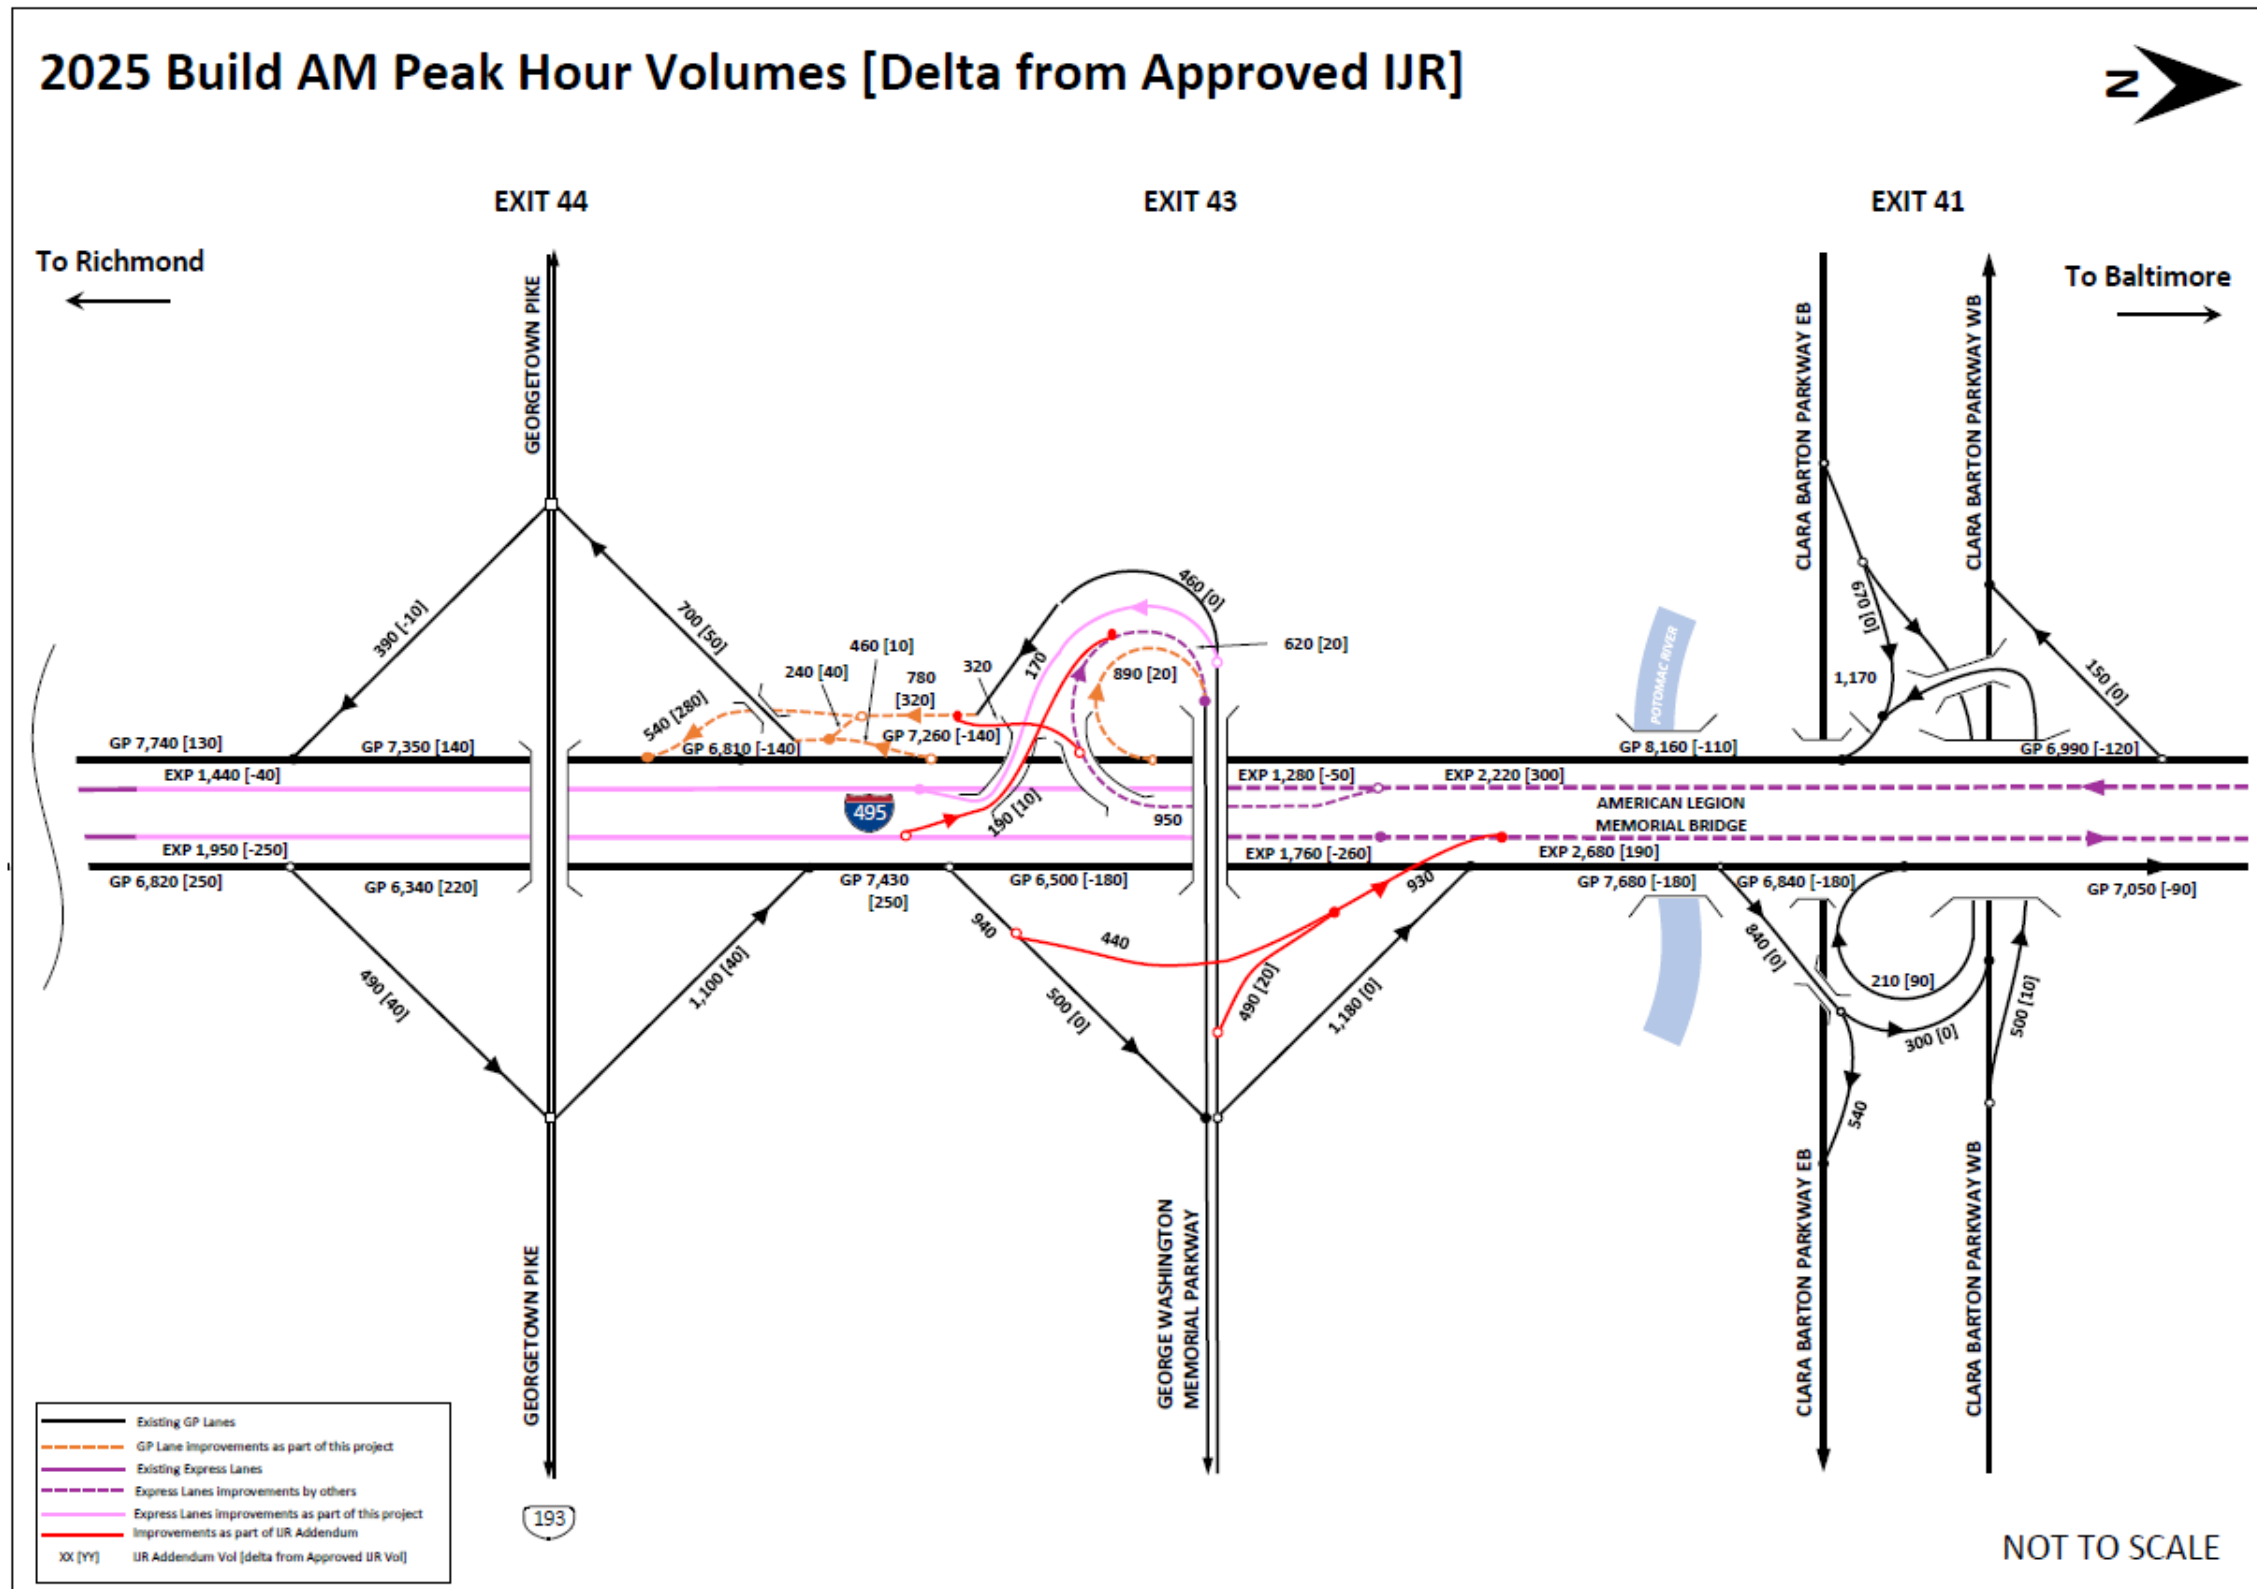 2025 Build AM Peak Hour Volumes [Delta from Approved IJR]
N
EXIT 44
EXIT 43
EXIT 41
To Richmond
To Baltimore
GEORGETOWN PIKE
CLARA BARTON PARKWAY EB
CLARA BARTON PARKWAY WB
390 [-10]
700 [50]
460 [10]
240 [40]
780
[320]
320
170
460 [0]
620 [20]
890 [20]
670 [0]
1,170
150 [0]
POTOMAC RIVER
540 [280]
GP 7,740 [130]
GP 7,350 [140]
GP 6,810 [-140]
GP 7,260 [-140]
GP 8,160 [-110]
GP 6,990 [-120]
EXP 1,440 [-40]
EXP 1,280 [-50]
EXP 2,220 [300]
495
190 [10]
950
AMERICAN LEGION
MEMORIAL BRIDGE
EXP 1,950 [-250]
EXP 1,760 [-260]
EXP 2,680 [190]
GP 6,820 [250]
GP 6,340 [220]
GP 7,430
[250]
GP 6,500 [-180]
930
GP 7,680 [-180]
GP 6,840 [-180]
GP 7,050 [-90]
490 [40]
1,100 [40]
940
440
500 [0]
490 [20]
1,180 [0]
840 [0]
210 [90]
300 [0]
500 [10]
540
GEORGETOWN PIKE
GEORGE WASHINGTON
MEMORIAL PARKWAY
CLARA BARTON PARKWAY EB
CLARA BARTON PARKWAY WB
Existing GP Lanes
GP Lane improvements as part of this project
Existing Express Lanes
Express Lanes improvements by others
Express Lanes improvements as part of this project
Improvements as part of IJR Addendum
XX [YY] IJR Addendum Vol [delta from Approved IJR Vol]
193
NOT TO SCALE